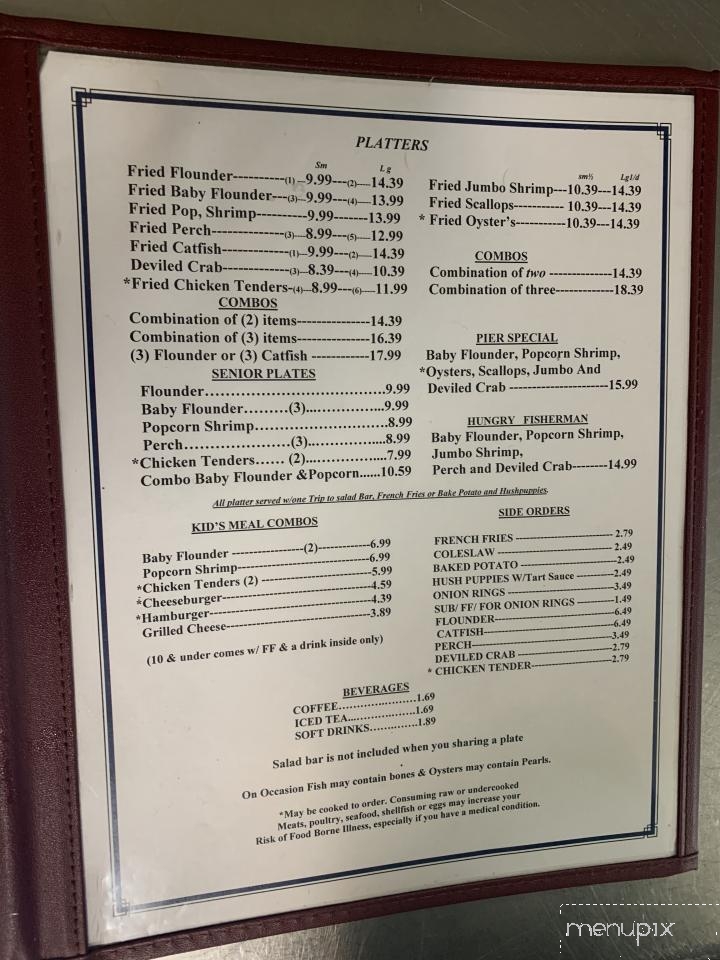 PLATTERS
Sm Lg
Fried Flounder-----------(1)---9.99---(2)----14.39
Fried Baby Flounder---(3)---9.99---(4)----13.99
Fried Pop, Shrimp----------9.99-------13.99
Fried Perch-------------(3)---8.99---(5)----12.99
Fried Catfish------------(1)---9.99---(2)----14.39
Deviled Crab------------(3)---8.39---(4)----10.39
*Fried Chicken Tenders-(4)---8.99---(6)----11.99
COMBOS
Combination of (2) items---------------14.39
Combination of (3) items---------------16.39
(3) Flounder or (3) Catfish ------------17.99
SENIOR PLATES
Flounder……………………………….9.99
Baby Flounder………(3)...…………...9.99
Popcorn Shrimp……………………….8.99
Perch……………………(3)...………....8.99
*Chicken Tenders…… (2)...………….....7.99
Combo Baby Flounder &Popcorn......10.59
sm½ Lg1/d
Fried Jumbo Shrimp---10.39---14.39
Fried Scallops----------- 10.39---14.39
* Fried Oyster's-----------10.39---14.39
COMBOS
Combination of two --------------14.39
Combination of three-------------18.39
PIER SPECIAL
Baby Flounder, Popcorn Shrimp,
*Oysters, Scallops, Jumbo And
Deviled Crab ----------------------15.99
HUNGRY FISHERMAN
Baby Flounder, Popcorn Shrimp,
Jumbo Shrimp,
Perch and Deviled Crab--------14.99
All platter served w/one Trip to salad Bar, French Fries or Bake Potato and Hushpuppies.
KID'S MEAL COMBOS
Baby Flounder -----------------(2)------------6.99
Popcorn Shrimp-------------------------------6.99
*Chicken Tenders (2) --------------------------5.99
*Cheeseburger-----------------------------------4.59
*Hamburger--------------------------------------4.39
Grilled Cheese-----------------------------------3.89
(10 & under comes w/ FF & a drink inside only)
SIDE ORDERS
FRENCH FRIES ---------------------- 2.79
COLESLAW --------------------------- 2.49
BAKED POTATO ---------------------2.49
HUSH PUPPIES W/Tart Sauce --------2.49
ONION RINGS ------------------------3.49
SUB/ FF/ FOR ONION RINGS --------1.49
FLOUNDER-----------------------------6.49
CATFISH--------------------------------6.49
PERCH-----------------------------------3.49
DEVILED CRAB -----------------------2.79
* CHICKEN TENDER--------------------2.79
BEVERAGES
COFFEE………………….1.69
ICED TEA...……………..1.69
SOFT DRINKS…………..1.89
Salad bar is not included when you sharing a plate
On Occasion Fish may contain bones & Oysters may contain Pearls.
*May be cooked to order. Consuming raw or undercooked
Meats, poultry, seafood, shellfish or eggs may increase your
Risk of Food Borne Illness, especially if you have a medical condition.
menupix